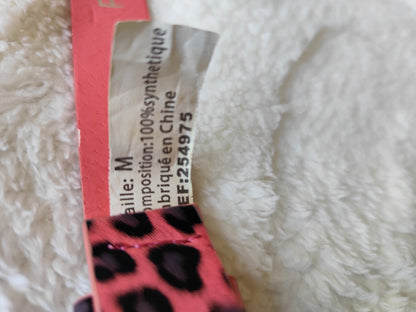 aille: M
omposition:100%synthetique
abriqué en Chine
EF:254975